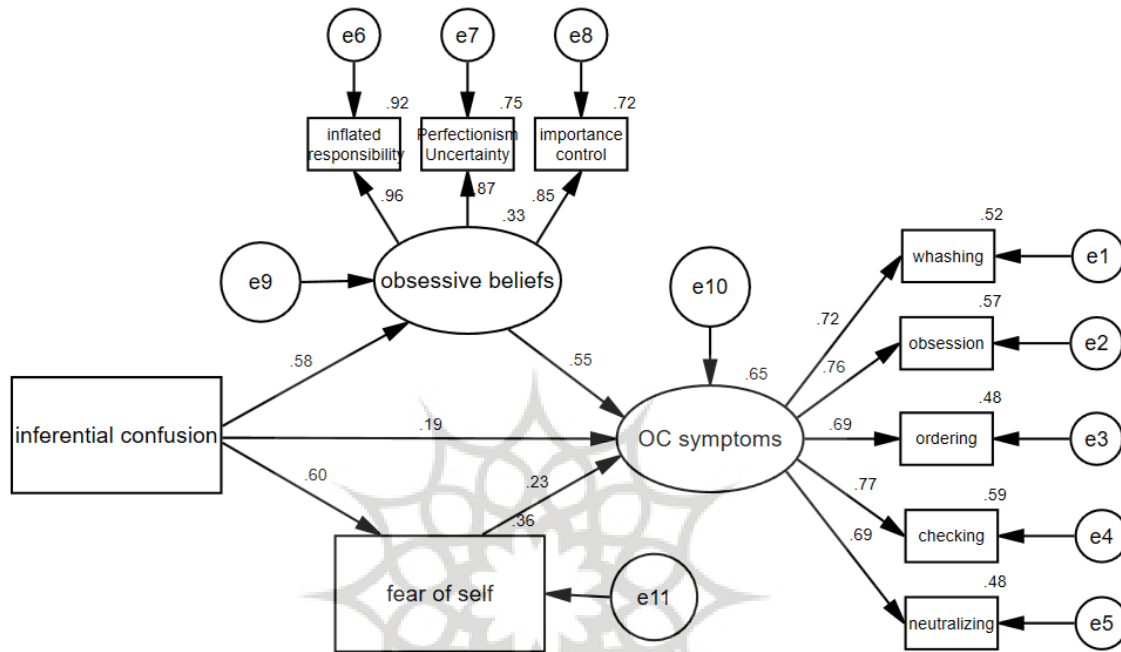 e6
e7
e8
.92
.75
.72
inflated
responsibility
Perfectionism
Uncertainty
importance
control
.96
.87
.85
.33
obsessive beliefs
e9
e10
.52
whashing
e1
.57
obsession
e2
.72
.76
.58
.55
.65
inferential confusion
.19
OC symptoms
.69
.48
ordering
e3
.60
.23
.36
.77
.59
checking
e4
.69
fear of self
e11
.48
neutralizing
e5